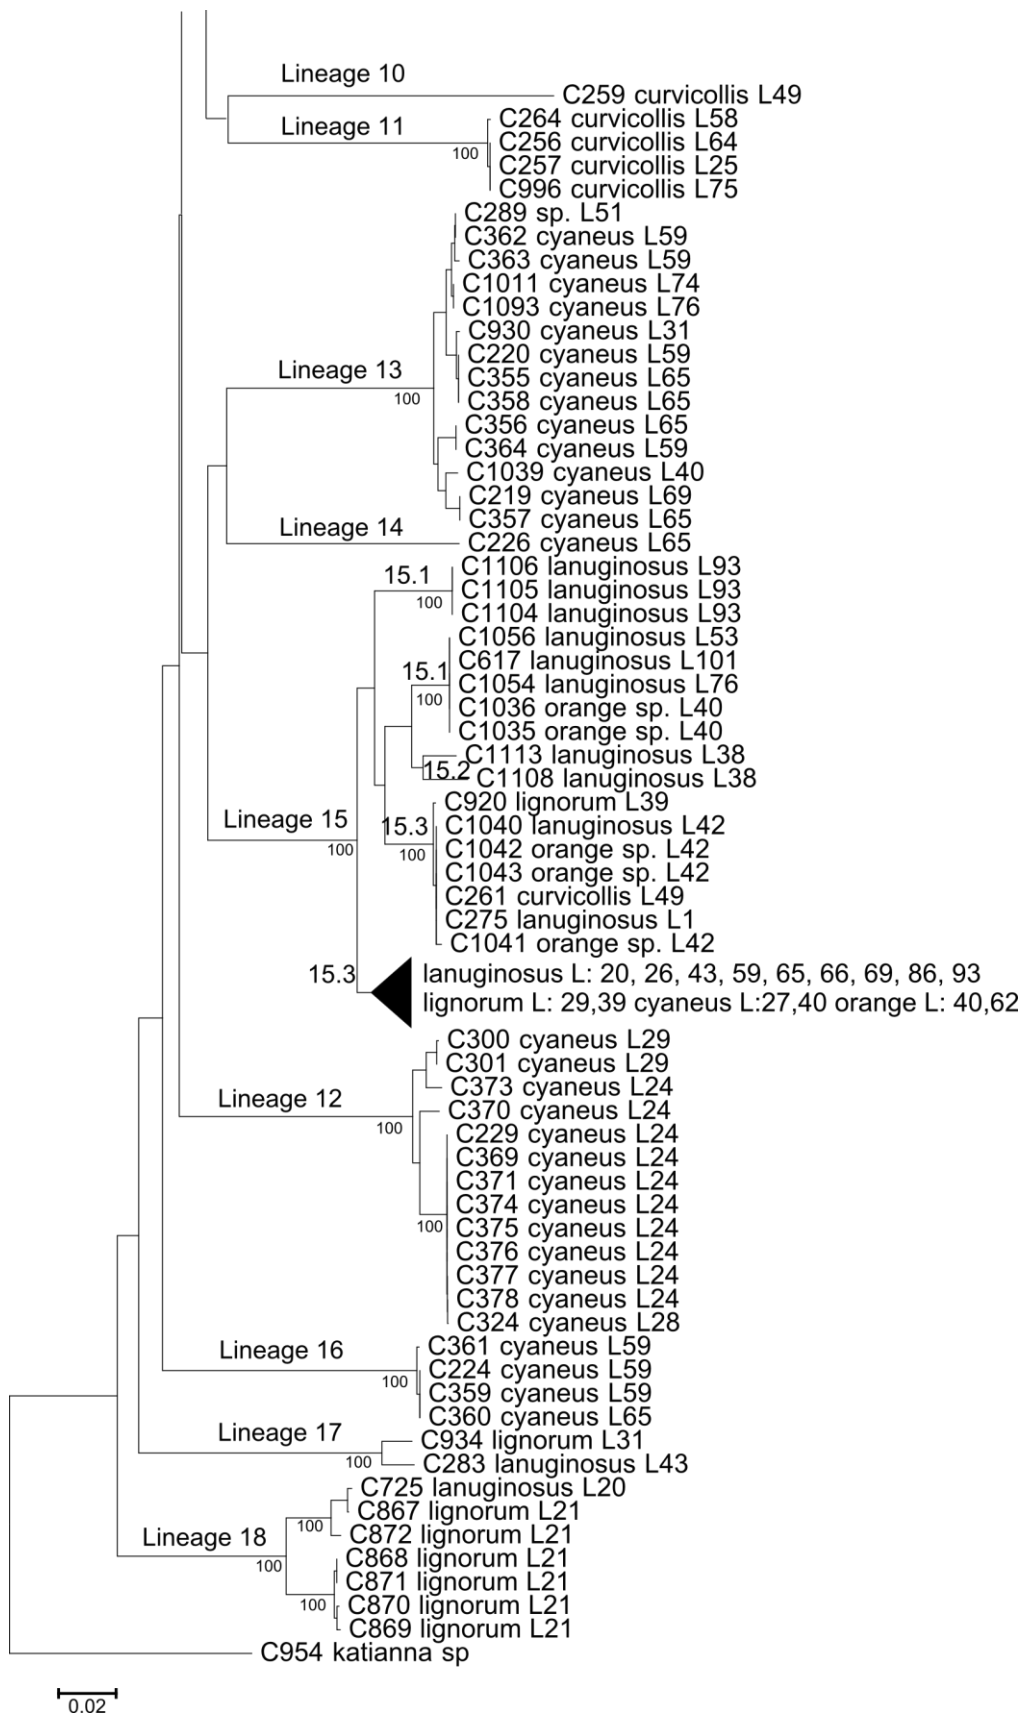 Lineage 10
C259 curvicollis L49
C264 curvicollis L58
Lineage 11
C256 curvicollis L64
100
C257 curvicollis L25
C996 curvicollis L75
C289 sp. L51
C362 cyaneus L59
C363 cyaneus L59
C1011 cyaneus L74
C1093 cyaneus L76
C930 cyaneus L31
C220 cyaneus L59
Lineage 13
C355 cyaneus L65
100
C358 cyaneus L65
C356 cyaneus L65
C364 cyaneus L59
C1039 cyaneus L40
C219 cyaneus L69
C357 cyaneus L65
Lineage 14
C226 cyaneus L65
C1106 lanuginosus L93
15.1
C1105 lanuginosus L93
100
C1104 lanuginosus L93
C1056 lanuginosus L53
C617 lanuginosus L101
15.1
C1054 lanuginosus L76
100
C1036 orange sp. L40
C1035 orange sp. L40
C1113 lanuginosus L38
15.2
C1108 lanuginosus L38
C920 lignorum L39
Lineage 15
15.3
C1040 lanuginosus L42
100
100
C1042 orange sp. L42
C1043 orange sp. L42
C261 curvicollis L49
C275 lanuginosus L1
C1041 orange sp. L42
15.3
lanuginosus L: 20, 26, 43, 59, 65, 66, 69, 86, 93
lignorum L: 29,39 cyaneus L:27,40 orange L: 40,62
C300 cyaneus L29
C301 cyaneus L29
C373 cyaneus L24
Lineage 12
C370 cyaneus L24
100
C229 cyaneus L24
C369 cyaneus L24
C371 cyaneus L24
C374 cyaneus L24
100
C375 cyaneus L24
C376 cyaneus L24
C377 cyaneus L24
C378 cyaneus L24
C324 cyaneus L28
Lineage 16
C361 cyaneus L59
C224 cyaneus L59
100
C359 cyaneus L59
C360 cyaneus L65
Lineage 17
C934 lignorum L31
100
C283 lanuginosus L43
C725 lanuginosus L20
C867 lignorum L21
100
Lineage 18
C872 lignorum L21
100
C868 lignorum L21
C871 lignorum L21
100
C870 lignorum L21
C869 lignorum L21
C954 katianna sp
0.02